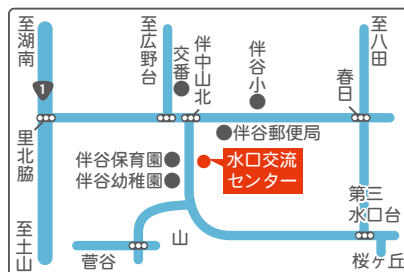 至湖南
至広野台
交番
伴中山北
伴谷小
至八田
1
春日
里北脇
伴谷郵便局
伴谷保育園
伴谷幼稚園
水口交流
センター
第三
水口台
至土山
山
菅谷
桜ヶ丘